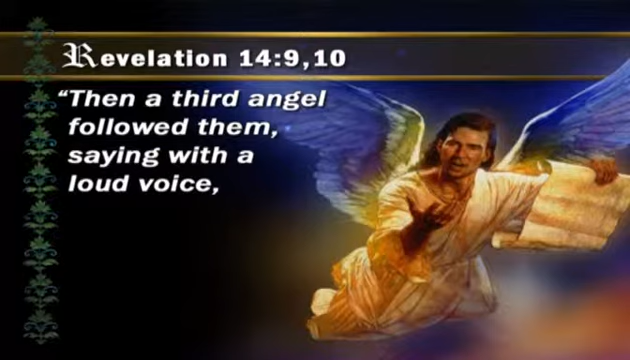 Revelation 14:9,10
“Then a third angel
followed them,
saying with a
loud voice,